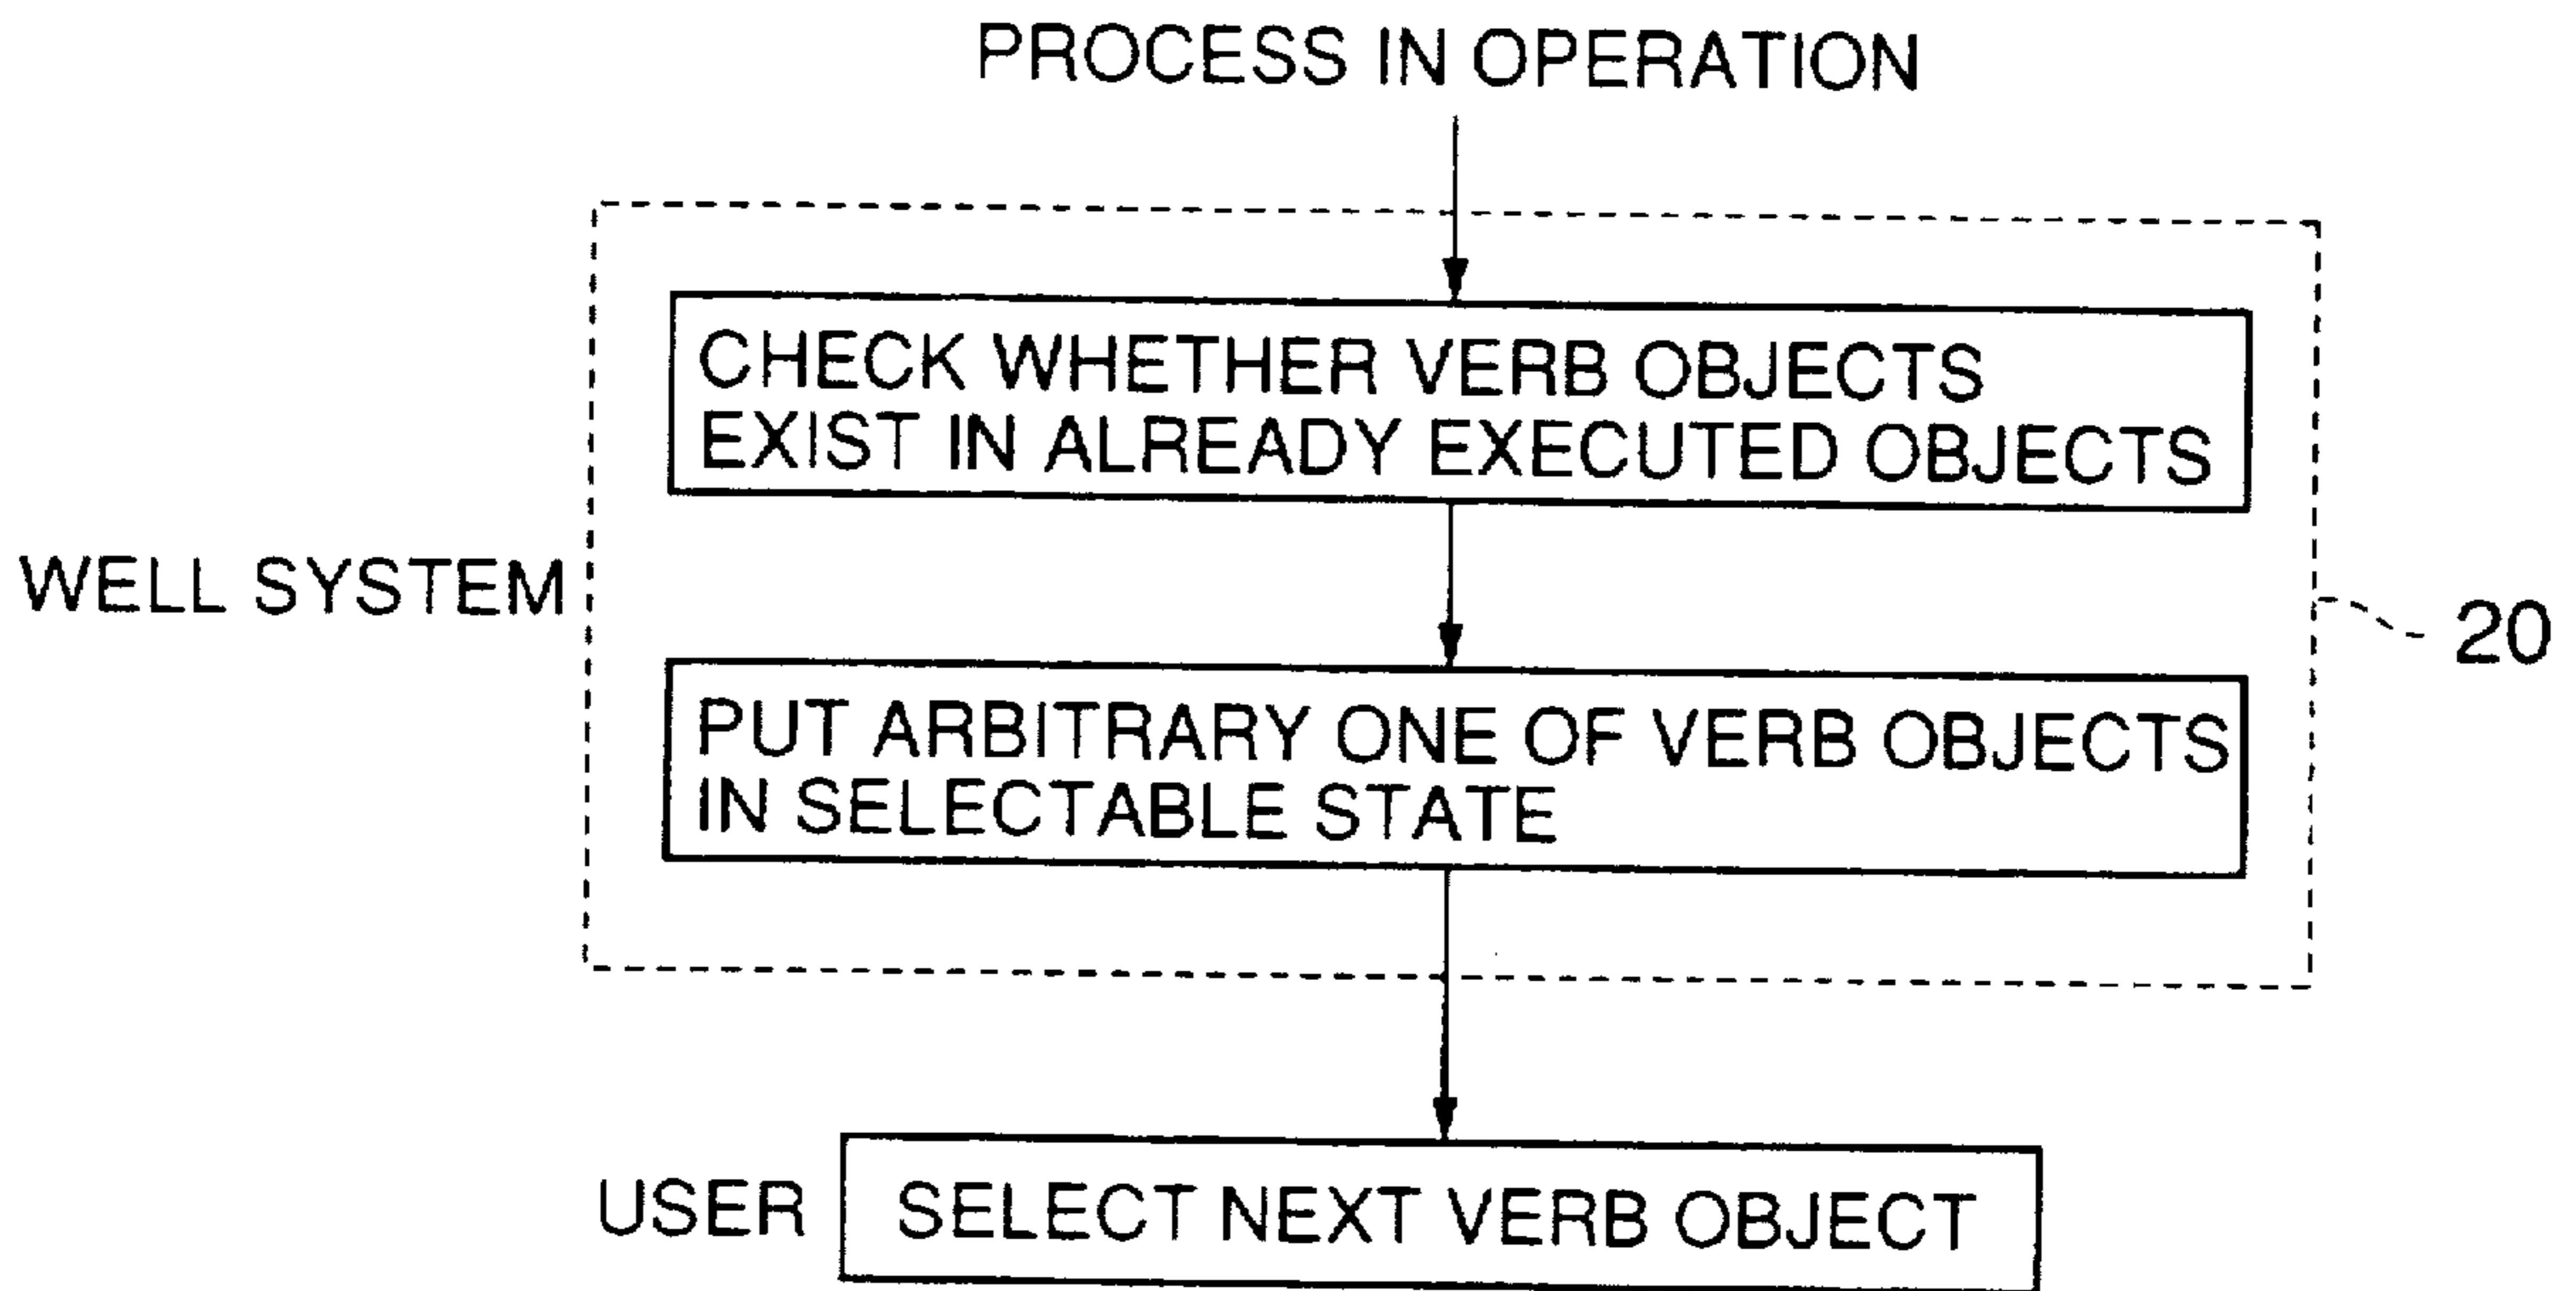 PROCESS IN OPERATION
CHECK WHETHER VERB OBJECTS
EXIST IN ALREADY EXECUTED OBJECTS
WELL SYSTEM
20
PUT ARBITRARY ONE OF VERB OBJECTS
IN SELECTABLE STATE
USER
SELECT NEXT VERB OBJECT